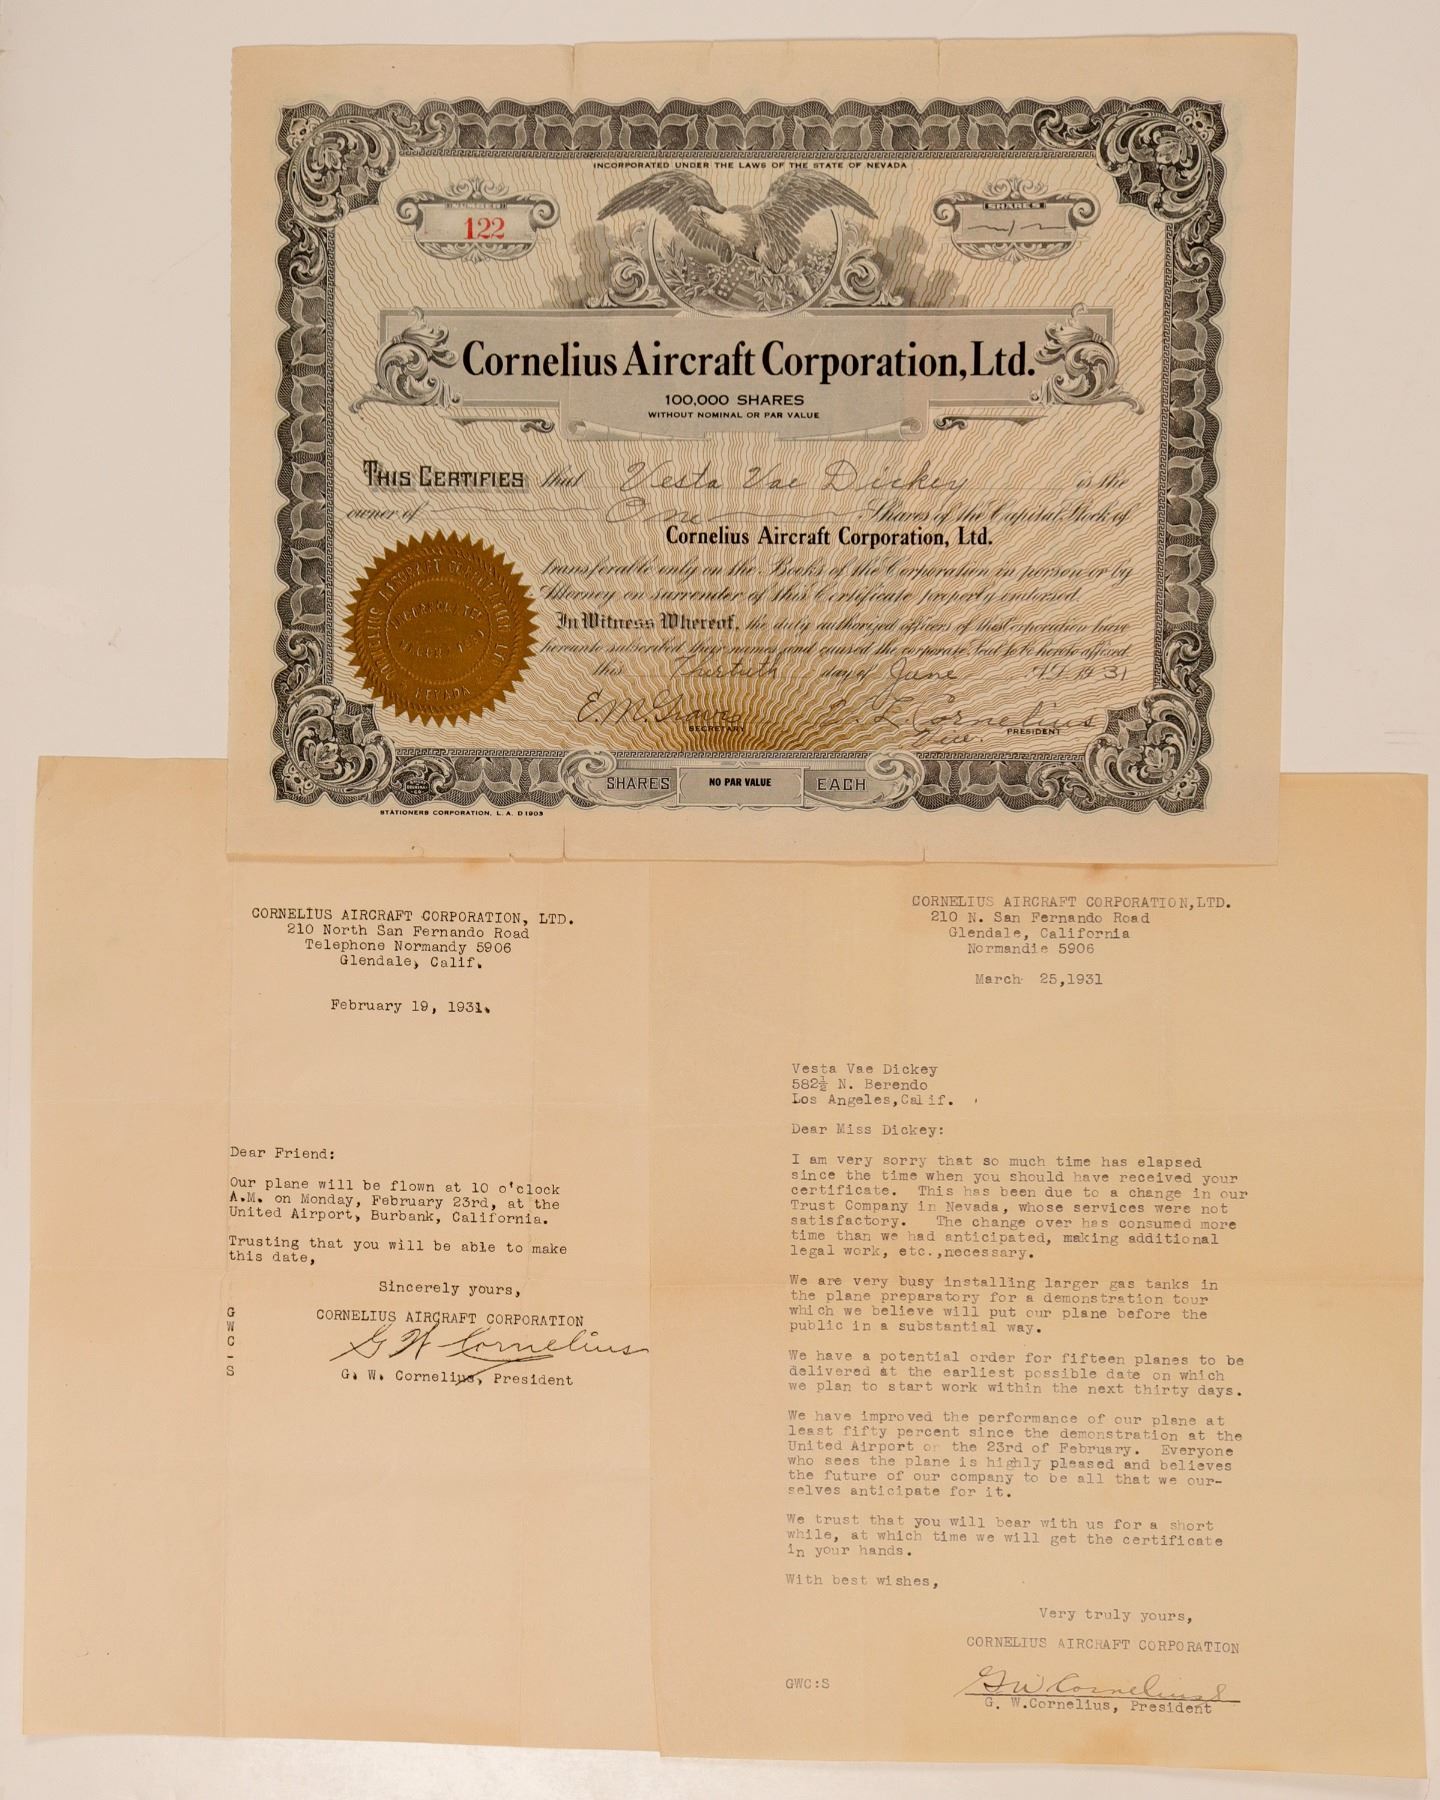 INCORPORATED UNDER THE LAWS OF THE STATE OF NEVADA
NUMBER
122
SHARES
1
Cornelius Aircraft Corporation, Ltd.
100,000 SHARES
WITHOUT NOMINAL OR PAR VALUE
THIS CERTIFIES that Vesta Vae Dickey is the
owner of One Shares of the Capital Stock of
Cornelius Aircraft Corporation, Ltd.
transferable only on the Books of the Corporation in person or by
Attorney on surrender of this Certificate properly endorsed.
In Witness Whereof, the duly authorized officers of this Corporation have
hereunto subscribed their names and caused the corporate Seal to be hereto affixed
this Thirtieth day of June A.D. 1931
CORNELIUS AIRCRAFT CORPORATION LTD
INCORPORATED
NEVADA
E. M. Graves
SECRETARY
Cornelius
Vice. PRESIDENT
SHARES NO PAR VALUE EACH
STATIONERS CORPORATION, L. A. D1903
CORNELIUS AIRCRAFT CORPORATION, LTD.
210 North San Fernando Road
Telephone Normandy 5906
Glendale, Calif.
February 19, 1931.
Dear Friend:
Our plane will be flown at 10 o'clock
A.M. on Monday, February 23rd, at the
United Airport, Burbank, California.
Trusting that you will be able to make
this date,
Sincerely yours,
CORNELIUS AIRCRAFT CORPORATION
G W Cornelius
G. W. Cornelius, President
G
W
C
-
S
CORNELIUS AIRCRAFT CORPORATION,LTD.
210 N. San Fernando Road
Glendale, California
Normandie 5906
March 25,1931
Vesta Vae Dickey
582½ N. Berendo
Los Angeles,Calif.
Dear Miss Dickey:
I am very sorry that so much time has elapsed
since the time when you should have received your
certificate. This has been due to a change in our
Trust Company in Nevada, whose services were not
satisfactory. The change over has consumed more
time than we had anticipated, making additional
legal work, etc.,necessary.
We are very busy installing larger gas tanks in
the plane preparatory for a demonstration tour
which we believe will put our plane before the
public in a substantial way.
We have a potential order for fifteen planes to be
delivered at the earliest possible date on which
we plan to start work within the next thirty days.
We have improved the performance of our plane at
least fifty percent since the demonstration at the
United Airport on the 23rd of February. Everyone
who sees the plane is highly pleased and believes
the future of our company to be all that we our-
selves anticipate for it.
We trust that you will bear with us for a short
while, at which time we will get the certificate
in your hands.
With best wishes,
Very truly yours,
CORNELIUS AIRCRAFT CORPORATION
GWC:S
G W Cornelius
G. W.Cornelius, President